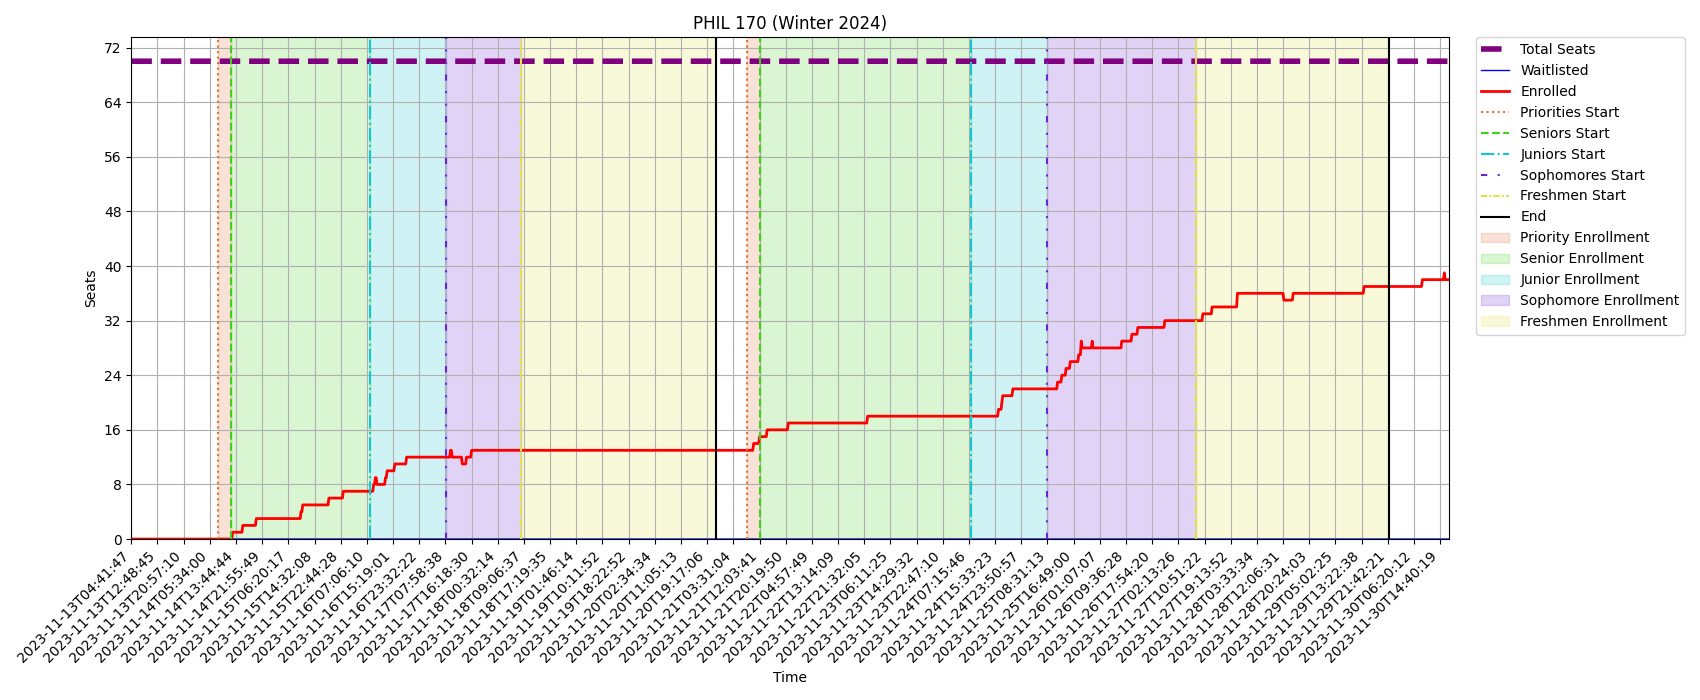 PHIL 170 (Winter 2024)
72
64
56
48
40
32
24
16
8
0
Seats
2023-11-13T04:41:47
2023-11-13T12:48:45
2023-11-13T20:57:10
2023-11-14T05:34:00
2023-11-14T13:44:44
2023-11-14T21:55:49
2023-11-15T06:20:17
2023-11-15T14:32:08
2023-11-15T22:44:28
2023-11-16T07:06:10
2023-11-16T15:19:01
2023-11-16T23:32:22
2023-11-17T07:58:38
2023-11-17T16:18:30
2023-11-18T00:32:14
2023-11-18T09:06:37
2023-11-18T17:19:35
2023-11-19T01:46:14
2023-11-19T10:11:52
2023-11-19T18:22:52
2023-11-20T02:34:34
2023-11-20T11:05:13
2023-11-20T19:17:06
2023-11-21T03:31:04
2023-11-21T12:03:41
2023-11-21T20:19:50
2023-11-22T04:57:49
2023-11-22T13:14:09
2023-11-22T21:32:05
2023-11-23T06:11:25
2023-11-23T14:29:32
2023-11-23T22:47:10
2023-11-24T07:15:46
2023-11-24T15:33:23
2023-11-24T23:50:57
2023-11-25T08:31:13
2023-11-25T16:49:00
2023-11-26T01:07:07
2023-11-26T09:36:28
2023-11-26T17:54:20
2023-11-27T02:13:26
2023-11-27T10:51:22
2023-11-27T19:13:52
2023-11-28T03:33:34
2023-11-28T12:06:31
2023-11-28T20:24:03
2023-11-29T05:02:25
2023-11-29T13:22:38
2023-11-29T21:42:21
2023-11-30T06:20:12
2023-11-30T14:40:19
Time
Total Seats
Waitlisted
Enrolled
Priorities Start
Seniors Start
Juniors Start
Sophomores Start
Freshmen Start
End
Priority Enrollment
Senior Enrollment
Junior Enrollment
Sophomore Enrollment
Freshmen Enrollment